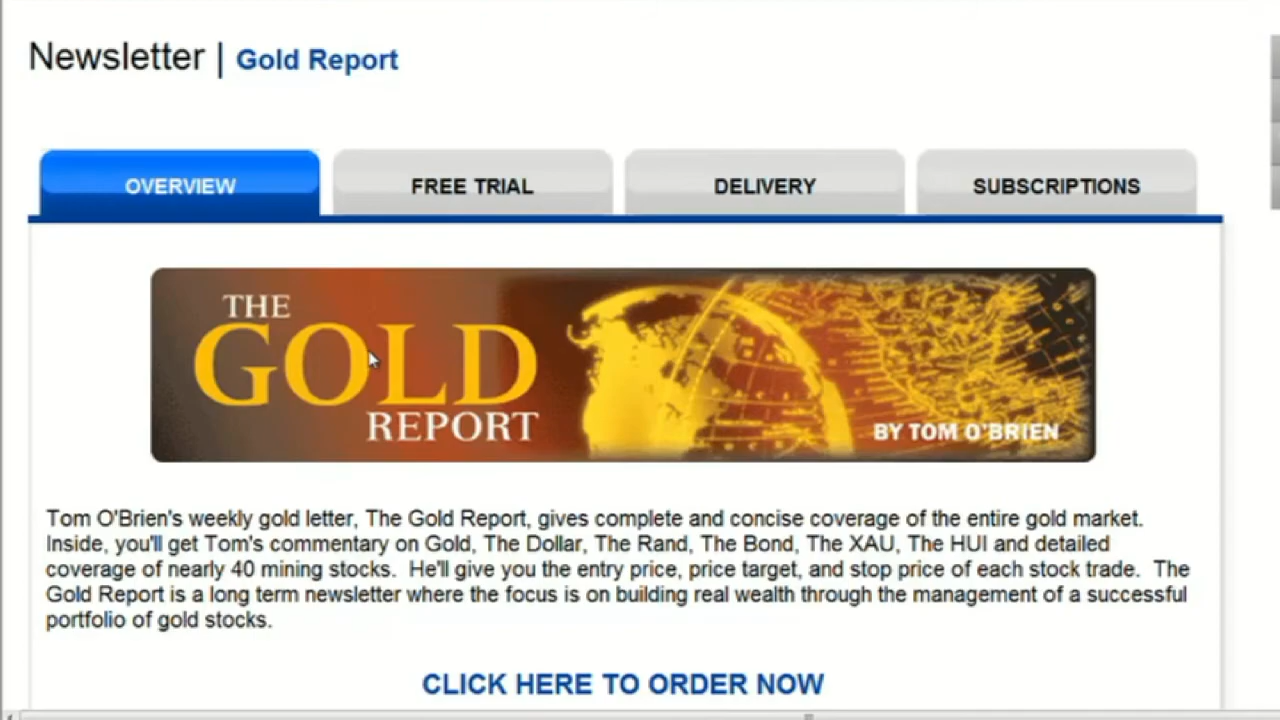 Newsletter | Gold Report
OVERVIEW
FREE TRIAL
DELIVERY
SUBSCRIPTIONS
THE
GOLD
REPORT
BY TOM O'BRIEN
Tom O'Brien's weekly gold letter, The Gold Report, gives complete and concise coverage of the entire gold market.
Inside, you'll get Tom's commentary on Gold, The Dollar, The Rand, The Bond, The XAU, The HUI and detailed
coverage of nearly 40 mining stocks.  He'll give you the entry price, price target, and stop price of each stock trade.  The
Gold Report is a long term newsletter where the focus is on building real wealth through the management of a successful
portfolio of gold stocks.
CLICK HERE TO ORDER NOW